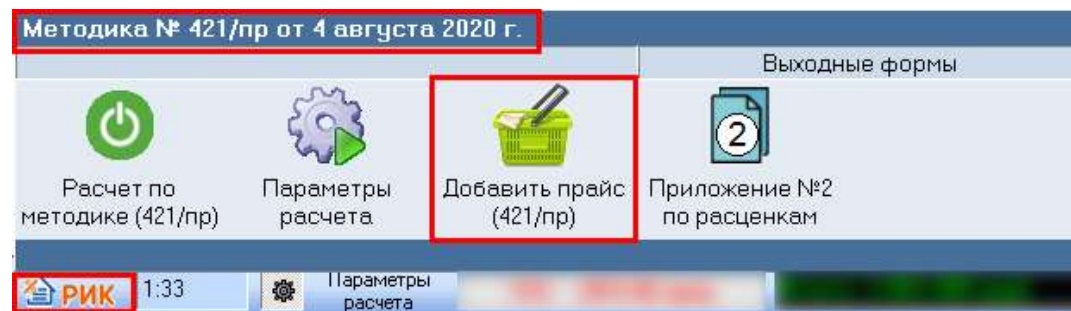 Методика № 421/пр от 4 августа 2020 г.
Выходные формы
2
Расчет по
методике (421/пр)
Параметры
расчета
Добавить прайс
(421/пр)
Приложение №2
по расценкам
РИК
1:33
Параметры
расчета